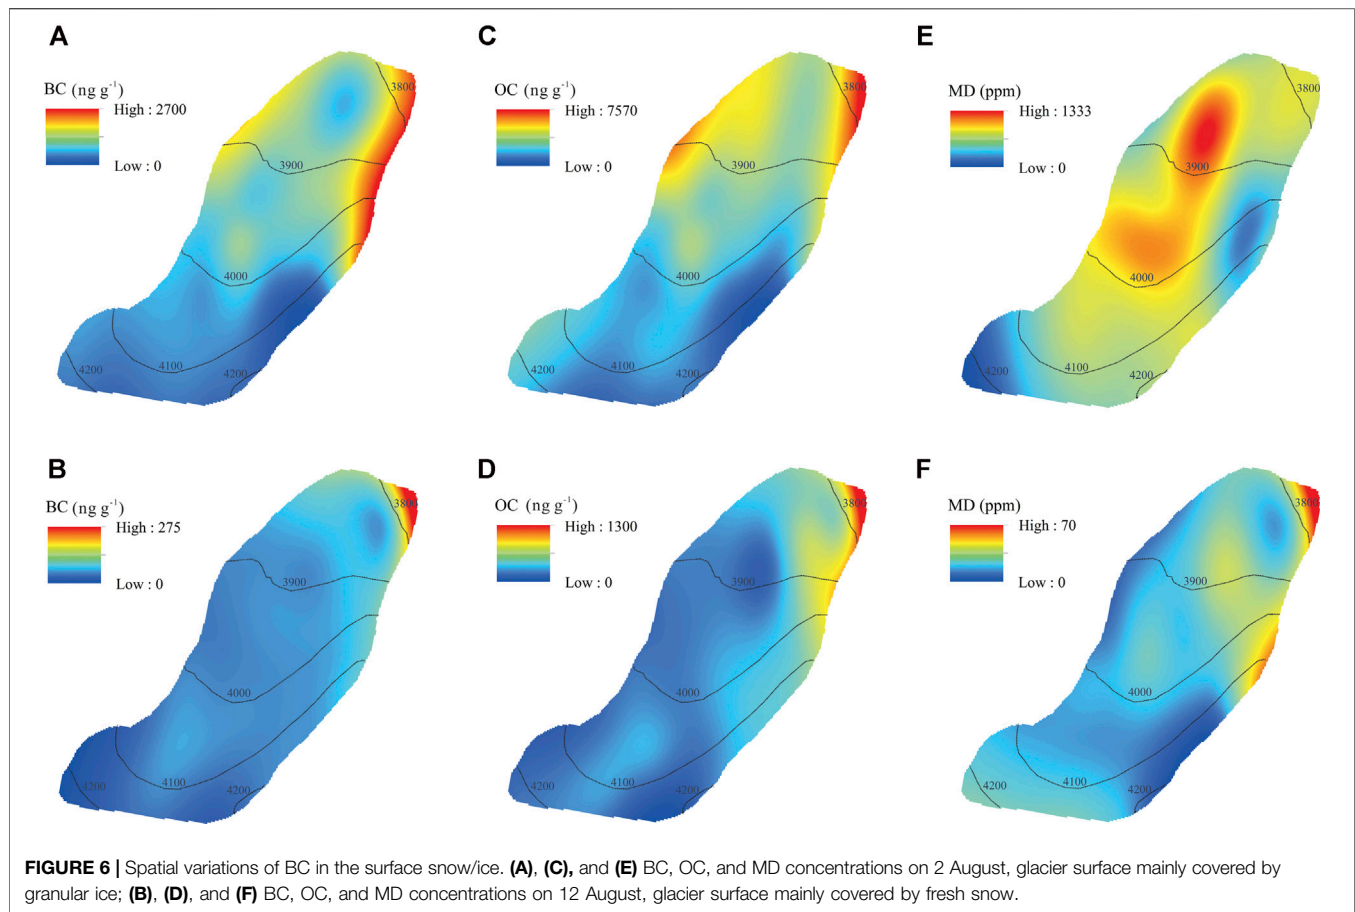 A
BC (ng g⁻¹)
High : 2700
Low : 0
3800
3900
4000
4100
4200
4200
C
OC (ng g⁻¹)
High : 7570
Low : 0
3800
3900
4000
4100
4200
4200
E
MD (ppm)
High : 1333
Low : 0
3800
3900
4000
4100
4200
4200
B
BC (ng g⁻¹)
High : 275
Low : 0
3800
3900
4000
4100
4200
4200
D
OC (ng g⁻¹)
High : 1300
Low : 0
3800
3900
4000
4100
4200
4200
F
MD (ppm)
High : 70
Low : 0
3800
3900
4000
4100
4200
4200
FIGURE 6 | Spatial variations of BC in the surface snow/ice. (A), (C), and (E) BC, OC, and MD concentrations on 2 August, glacier surface mainly covered by
granular ice; (B), (D), and (F) BC, OC, and MD concentrations on 12 August, glacier surface mainly covered by fresh snow.